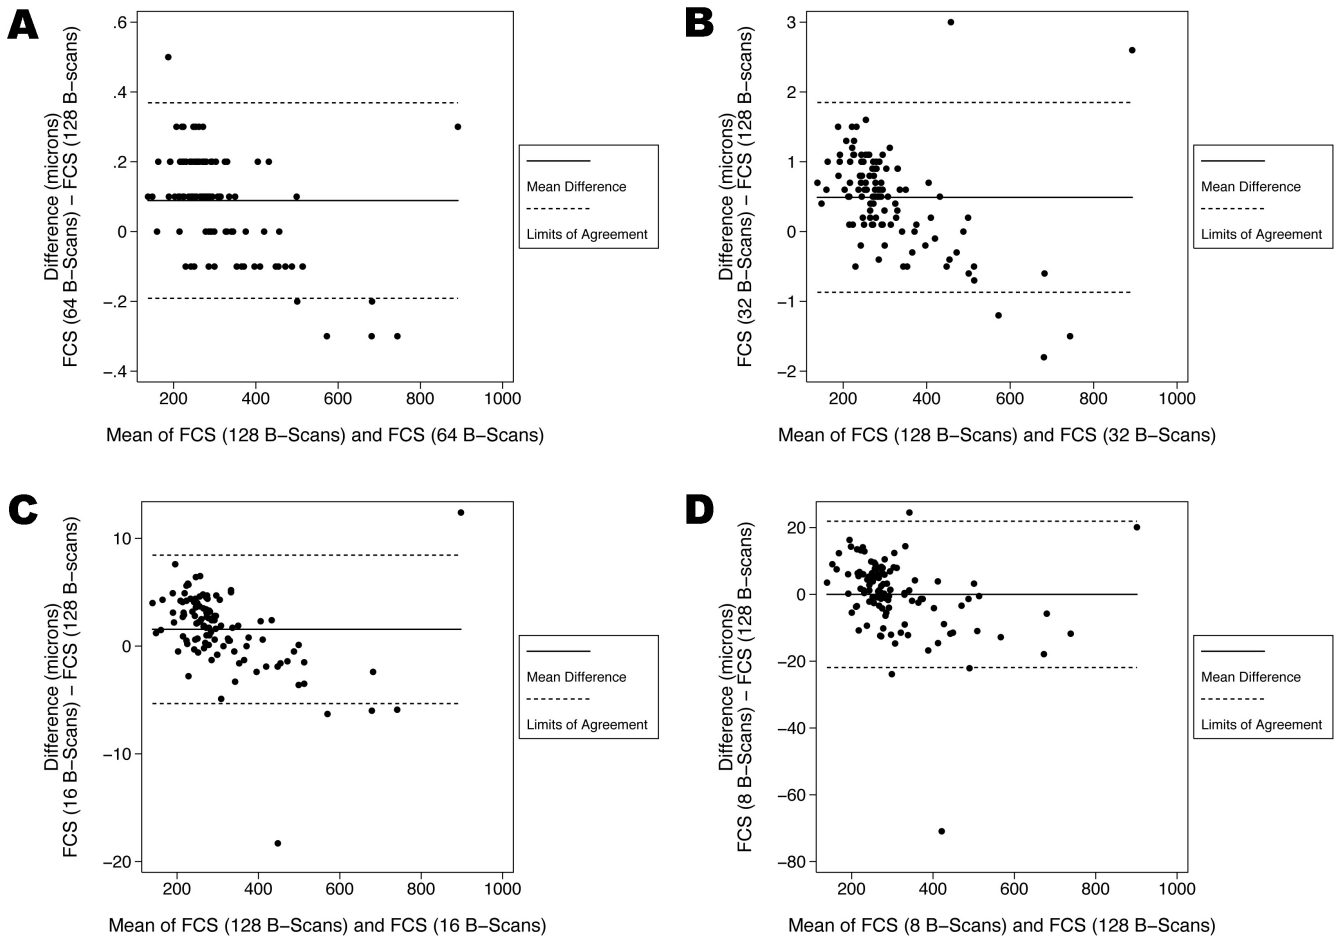 A
Difference (microns)
FCS (64 B−Scans) − FCS (128 B−scans)
.6
.4
.2
0
−.2
−.4
200 400 600 800 1000
Mean of FCS (128 B−Scans) and FCS (64 B−Scans)
Mean Difference
Limits of Agreement
B
Difference (microns)
FCS (32 B−Scans) − FCS (128 B−scans)
3
2
1
0
−1
−2
200 400 600 800 1000
Mean of FCS (128 B−Scans) and FCS (32 B−Scans)
Mean Difference
Limits of Agreement
C
Difference (microns)
FCS (16 B−Scans) − FCS (128 B−scans)
10
0
−10
−20
200 400 600 800 1000
Mean of FCS (128 B−Scans) and FCS (16 B−Scans)
Mean Difference
Limits of Agreement
D
Difference (microns)
FCS (8 B−Scans) − FCS (128 B−scans)
20
0
−20
−40
−60
−80
200 400 600 800 1000
Mean of FCS (8 B−Scans) and FCS (128 B−Scans)
Mean Difference
Limits of Agreement